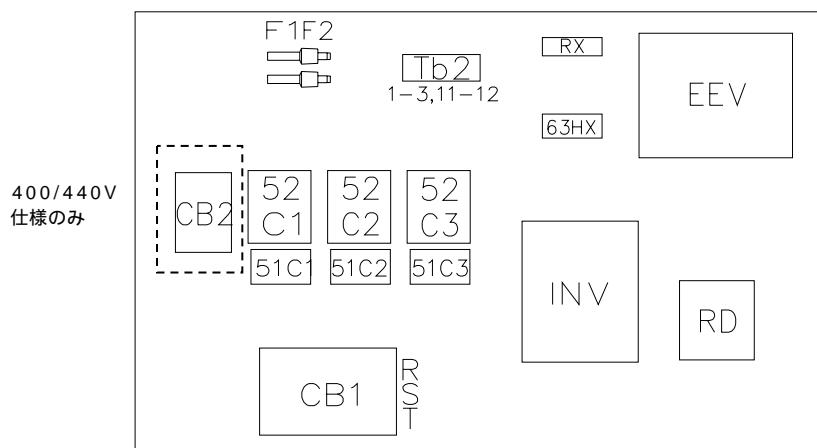 F1F2
Tb2
1-3,11-12
RX
EEV
63HX
400/440V
仕様のみ
CB2
52
C1
52
C2
52
C3
51C1
51C2
51C3
INV
RD
CB1
R
S
T